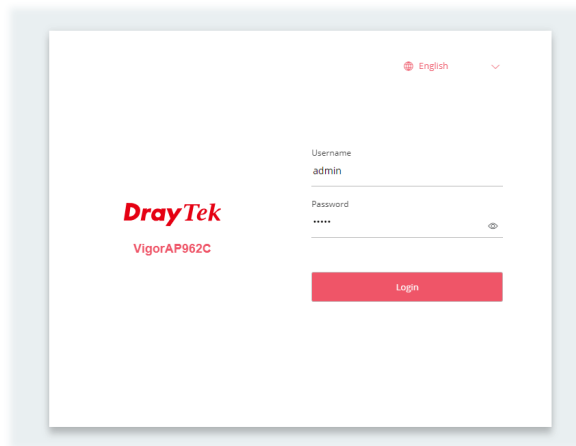 English
Username
admin
Password
•••••
DrayTek
VigorAP962C
Login